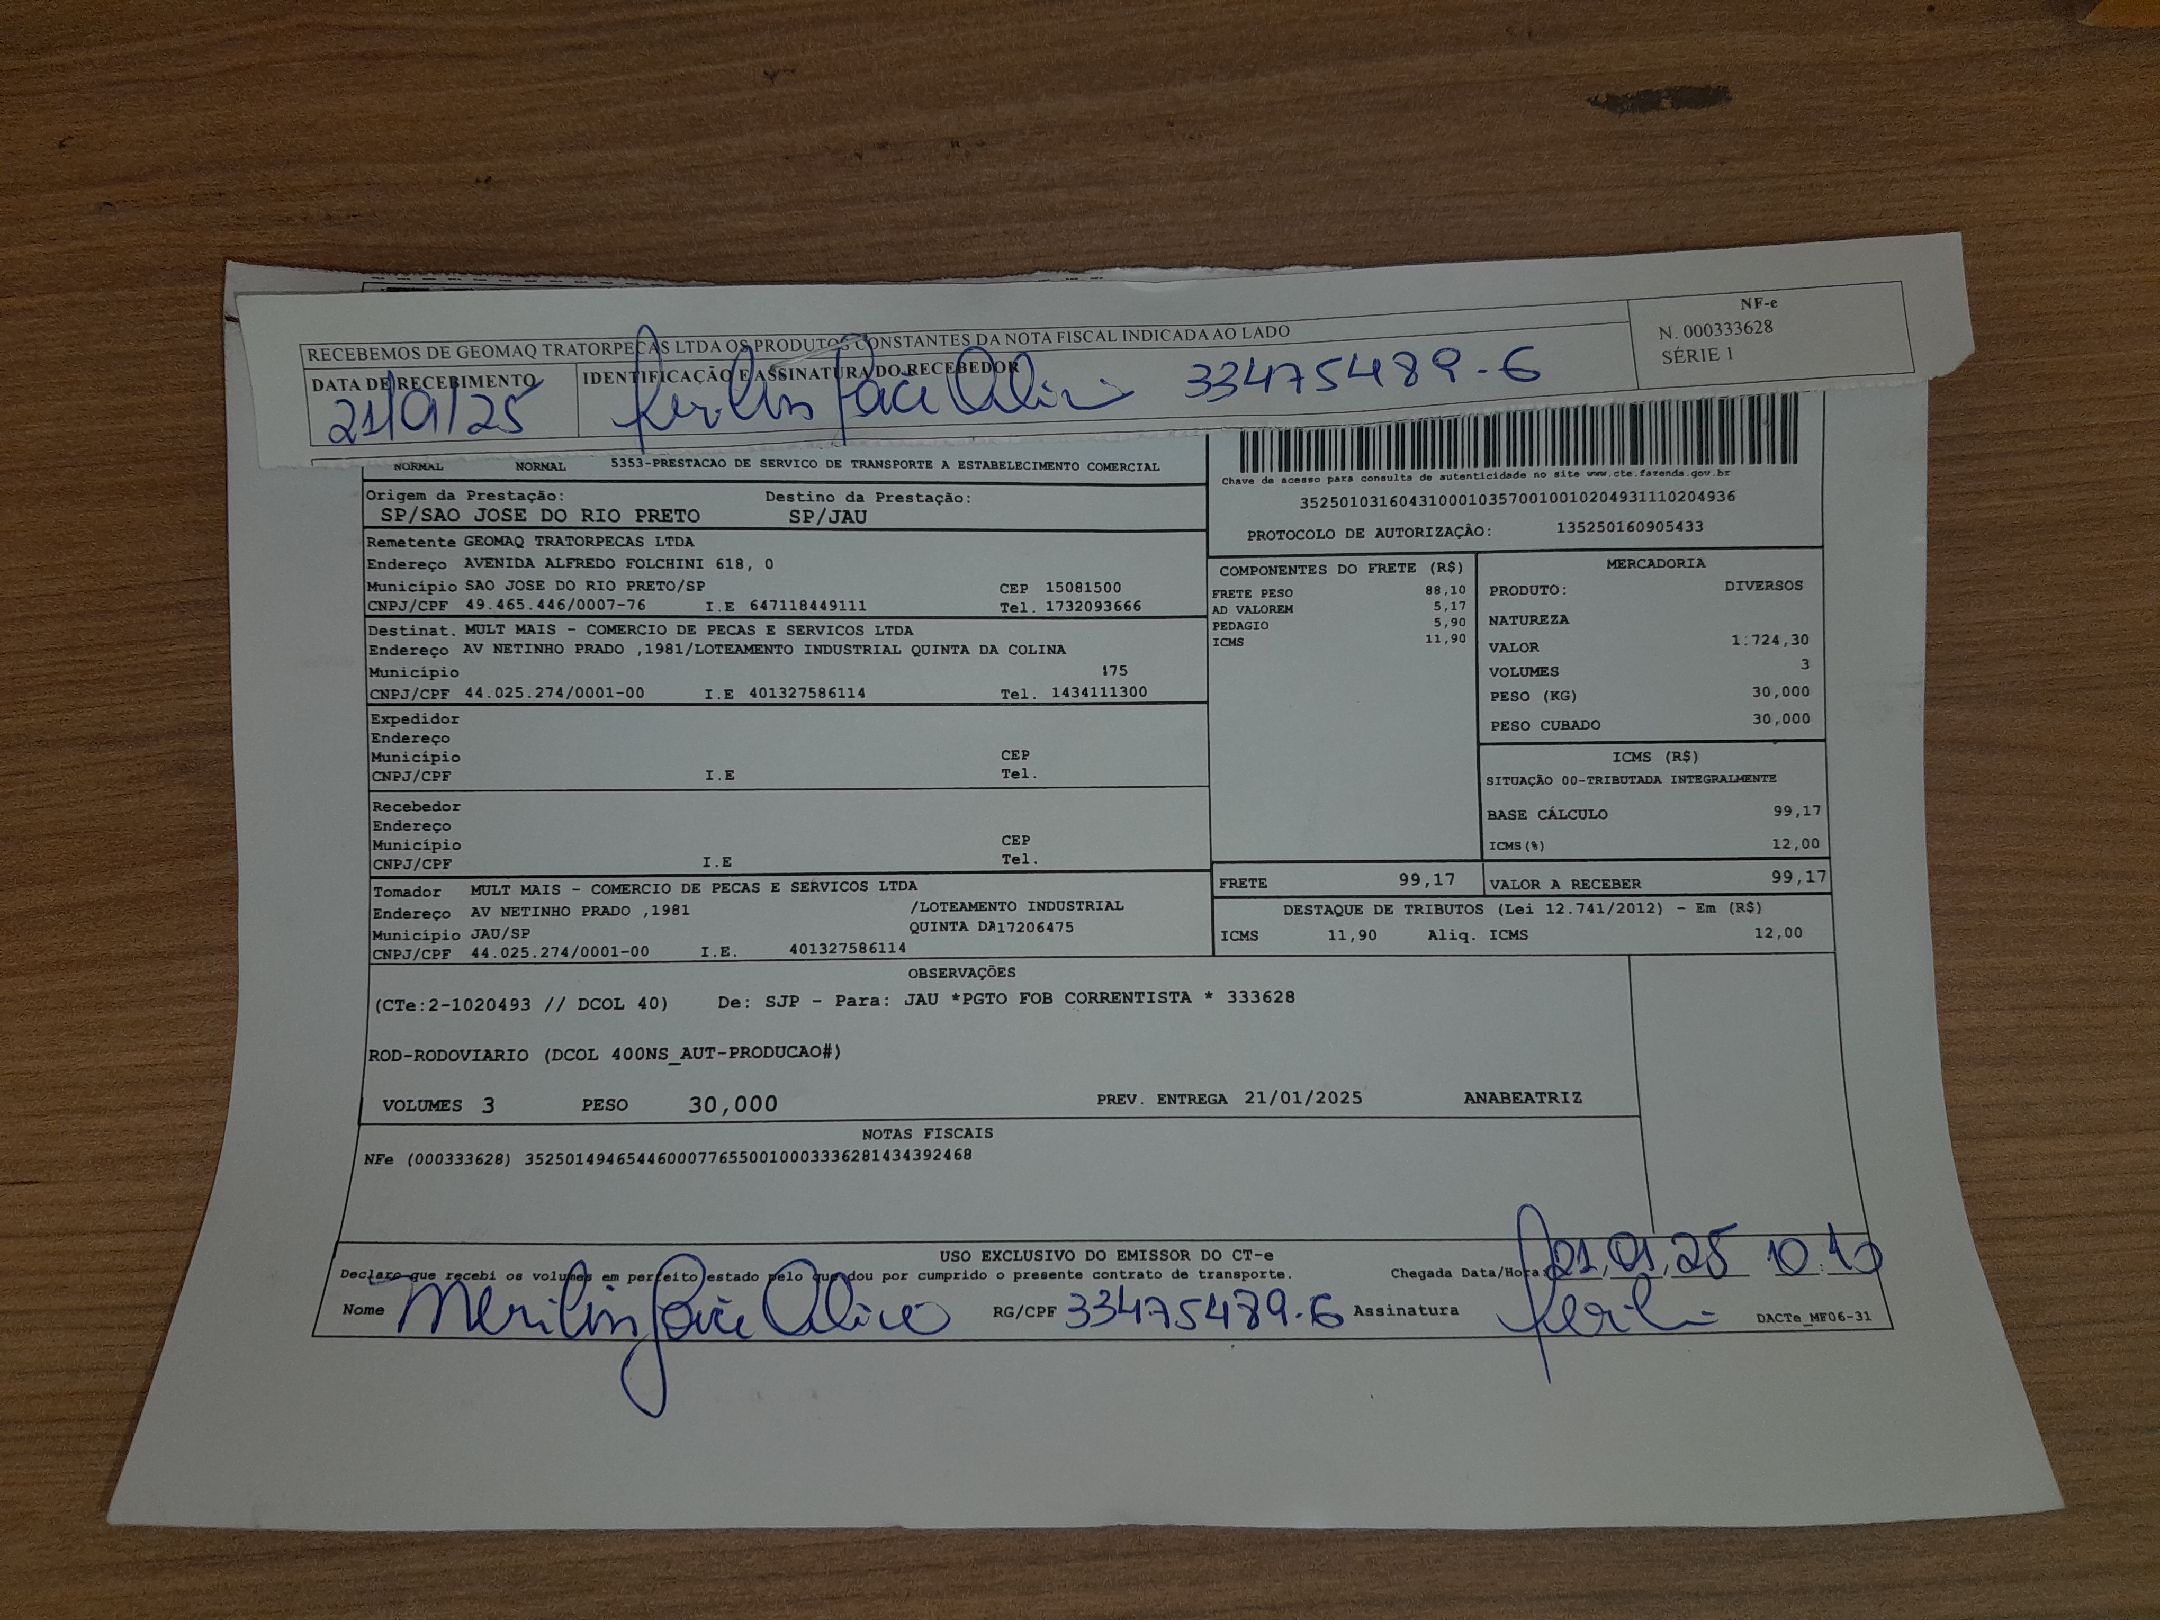 RECEBEMOS DE GEOMAQ TRATORPECAS LTDA OS PRODUTOS CONSTANTES DA NOTA FISCAL INDICADA AO LADO
NF-e
N. 000333628
SÉRIE 1
DATA DE RECEBIMENTO
21/01/25
IDENTIFICAÇÃO E ASSINATURA DO RECEBEDOR
33475489-6
NORMAL NORMAL 5353-PRESTACAO DE SERVICO DE TRANSPORTE A ESTABELECIMENTO COMERCIAL
Chave de acesso para consulta de autenticidade no site www.cte.fazenda.gov.br
35250103160431000103570010010204931110204936
PROTOCOLO DE AUTORIZAÇÃO: 135250160905433
Origem da Prestação: Destino da Prestação:
SP/SAO JOSE DO RIO PRETO SP/JAU
Remetente GEOMAQ TRATORPECAS LTDA
Endereço AVENIDA ALFREDO FOLCHINI 618, 0
Município SAO JOSE DO RIO PRETO/SP CEP 15081500
CNPJ/CPF 49.465.446/0007-76 I.E 647118449111 Tel. 1732093666
Destinat. MULT MAIS - COMERCIO DE PECAS E SERVICOS LTDA
Endereço AV NETINHO PRADO ,1981/LOTEAMENTO INDUSTRIAL QUINTA DA COLINA
Município 475
CNPJ/CPF 44.025.274/0001-00 I.E 401327586114 Tel. 1434111300
Expedidor
Endereço
Município CEP
CNPJ/CPF I.E Tel.
Recebedor
Endereço
Município CEP
CNPJ/CPF I.E Tel.
Tomador MULT MAIS - COMERCIO DE PECAS E SERVICOS LTDA
Endereço AV NETINHO PRADO ,1981 /LOTEAMENTO INDUSTRIAL
Município JAU/SP QUINTA DA17206475
CNPJ/CPF 44.025.274/0001-00 I.E. 401327586114
COMPONENTES DO FRETE (R$)
FRETE PESO 88,10
AD VALOREM 5,17
PEDAGIO 5,90
ICMS 11,90
MERCADORIA
PRODUTO: DIVERSOS
NATUREZA
VALOR 1.724,30
VOLUMES 3
PESO (KG) 30,000
PESO CUBADO 30,000
ICMS (R$)
SITUAÇÃO 00-TRIBUTADA INTEGRALMENTE
BASE CÁLCULO 99,17
ICMS(%) 12,00
FRETE 99,17 VALOR A RECEBER 99,17
DESTAQUE DE TRIBUTOS (Lei 12.741/2012) - Em (R$)
ICMS 11,90 Aliq. ICMS 12,00
OBSERVAÇÕES
(CTe:2-1020493 // DCOL 40) De: SJP - Para: JAU *PGTO FOB CORRENTISTA * 333628
ROD-RODOVIARIO (DCOL 400NS_AUT-PRODUCAO#)
VOLUMES 3 PESO 30,000 PREV. ENTREGA 21/01/2025 ANABEATRIZ
NOTAS FISCAIS
NFe (000333628) 35250149465446000776550010003336281434392468
USO EXCLUSIVO DO EMISSOR DO CT-e
Declaro que recebi os volumes em perfeito estado pelo que dou por cumprido o presente contrato de transporte. Chegada Data/Hora: 21,01,25 10:40
Nome RG/CPF 33475489-6 Assinatura
DACTe_MF06-31